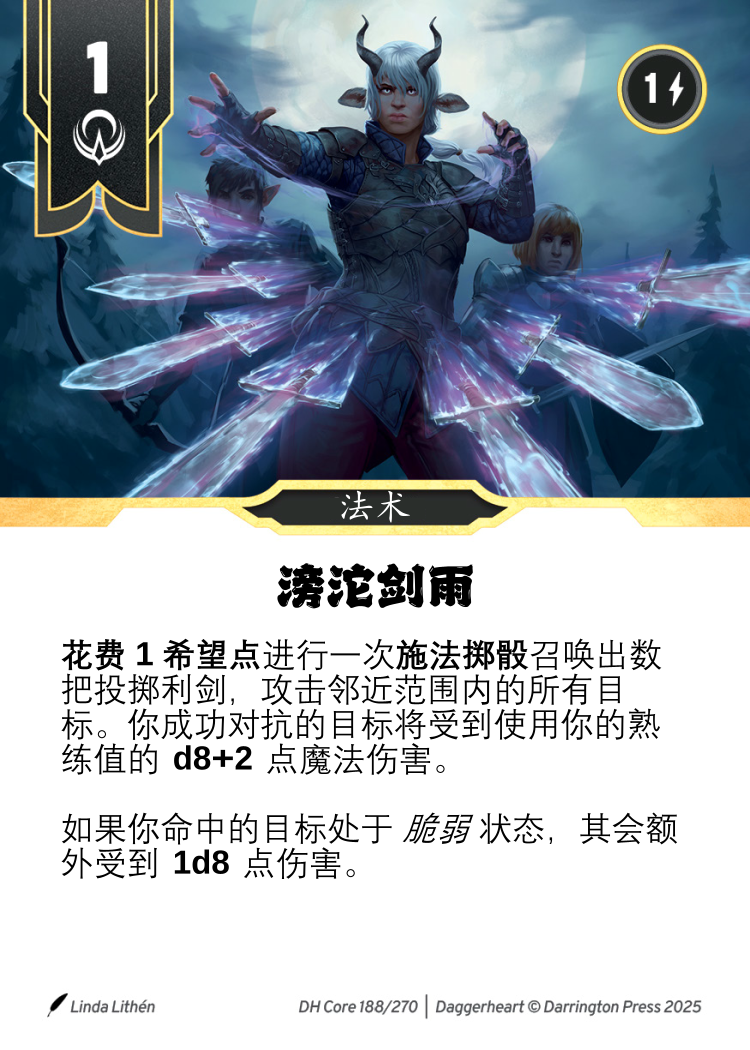 1
1
法术
滂沱剑雨
花费 1 希望点进行一次施法掷骰召唤出数
把投掷利剑，攻击邻近范围内的所有目
标。你成功对抗的目标将受到使用你的熟
练值的 d8+2 点魔法伤害。
如果你命中的目标处于 脆弱 状态，其会额
外受到 1d8 点伤害。
Linda Lithén
DH Core 188/270 | Daggerheart © Darrington Press 2025